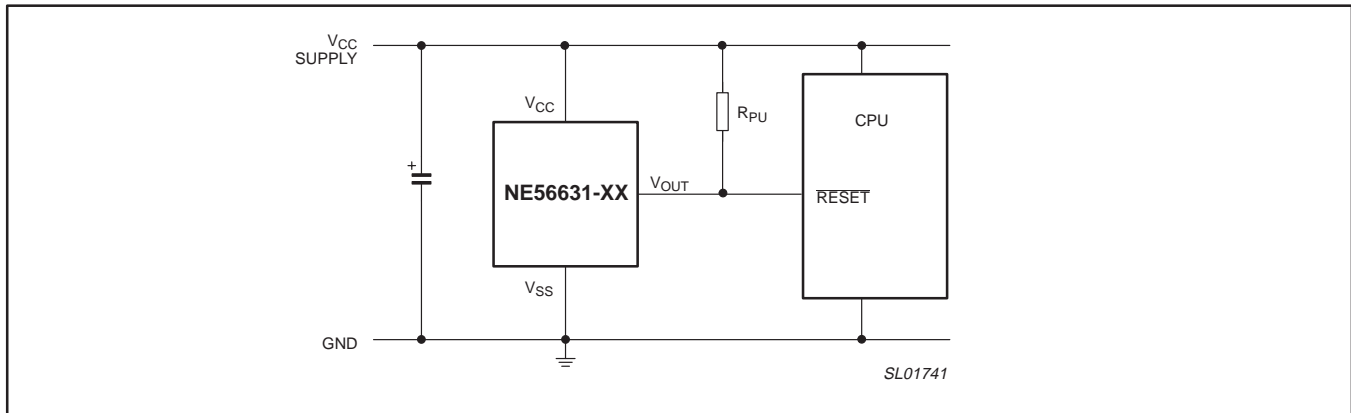 VCC
SUPPLY
VCC
RPU
CPU
+
NE56631-XX
VOUT
RESET
VSS
GND
SL01741